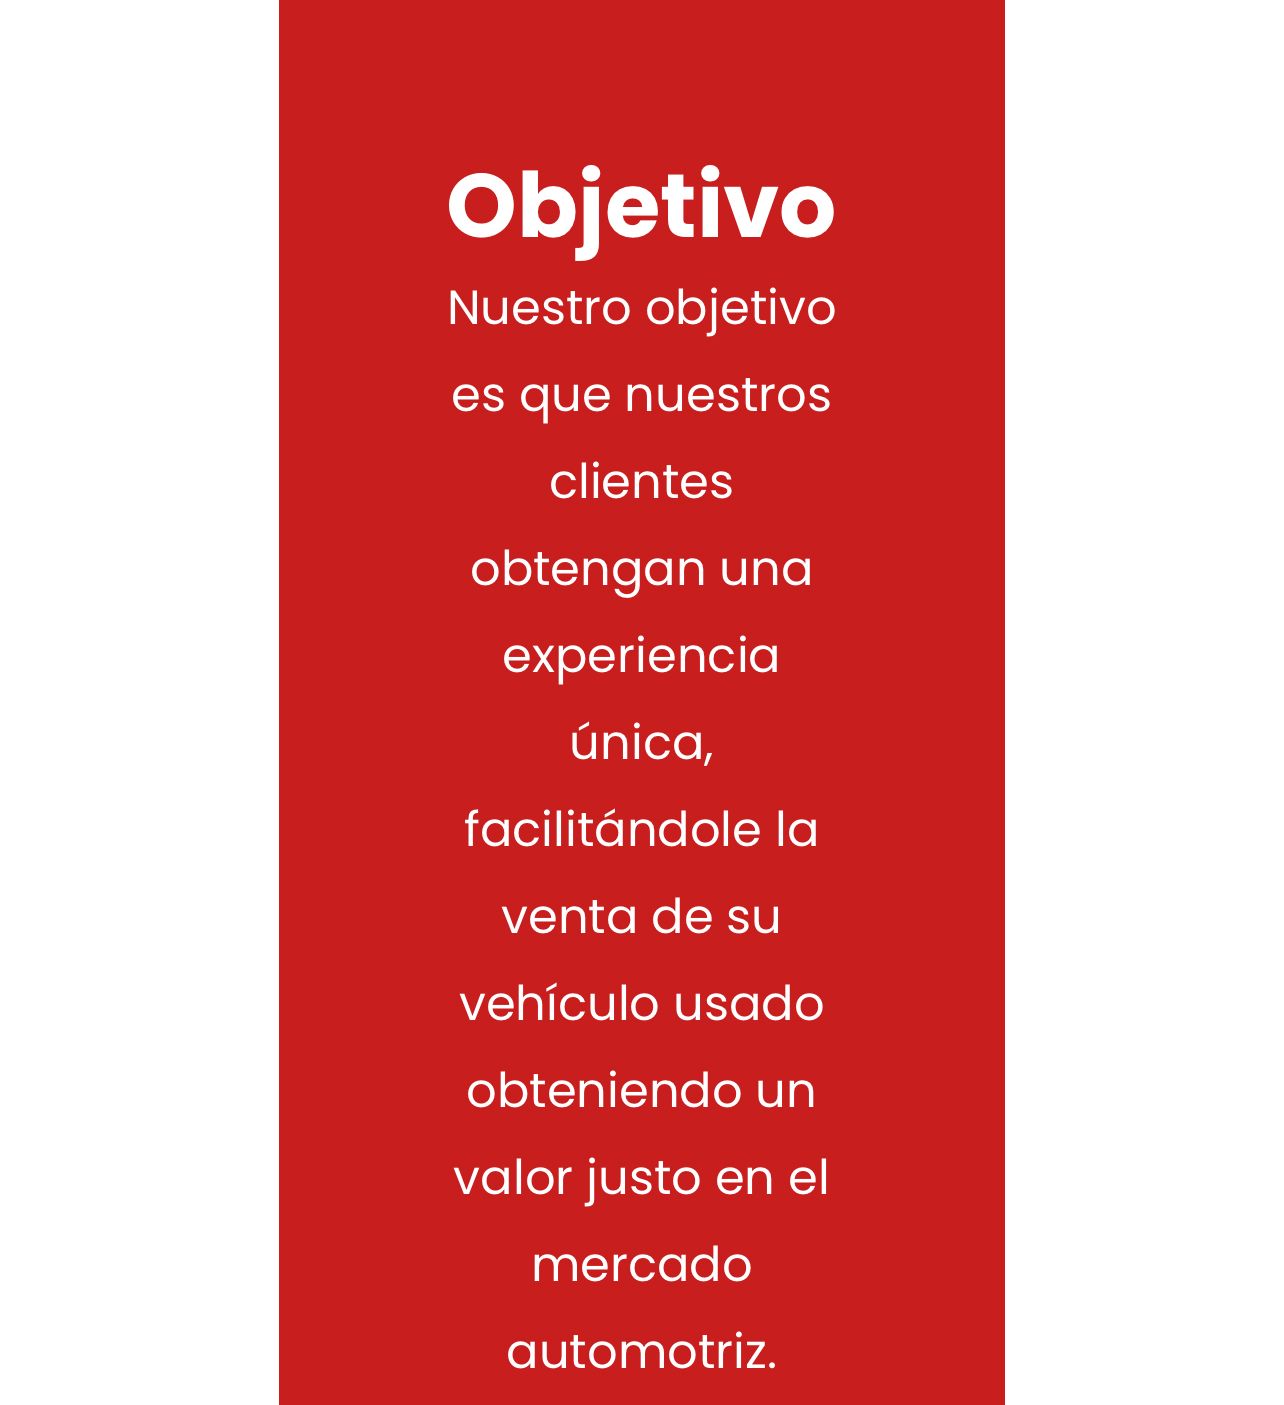 Objetivo
Nuestro objetivo
es que nuestros
clientes
obtengan una
experiencia
única,
facilitándole la
venta de su
vehículo usado
obteniendo un
valor justo en el
mercado
automotriz.